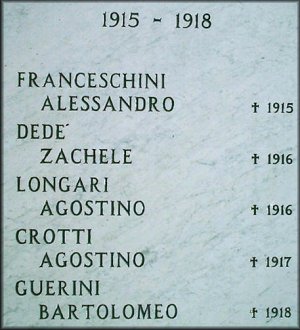 1915 - 1918
FRANCESCHINI
ALESSANDRO † 1915
DEDE´
ZACHELE † 1916
LONGARI
AGOSTINO † 1916
CROTTI
AGOSTINO † 1917
GUERINI
BARTOLOMEO † 1918